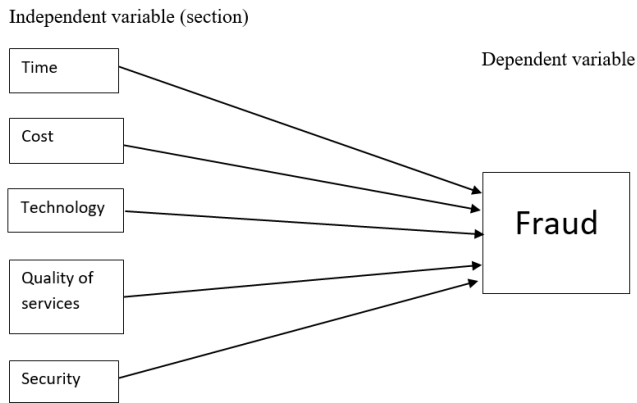 Independent variable (section)
Dependent variable
Time
Cost
Technology
Fraud
Quality of
services
Security